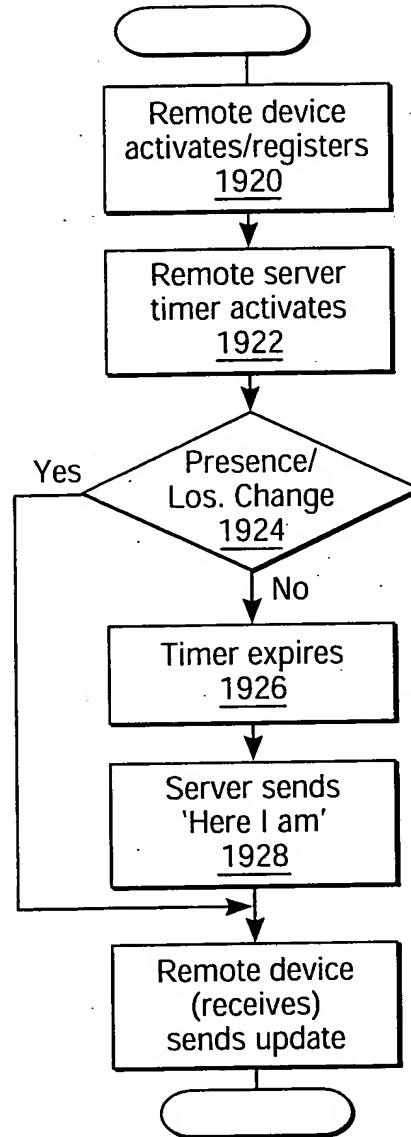 Remote device
activates/registers
1920
Remote server
timer activates
1922
Presence/
Los. Change
1924
Yes
No
Timer expires
1926
Server sends
'Here I am'
1928
Remote device
(receives)
sends update